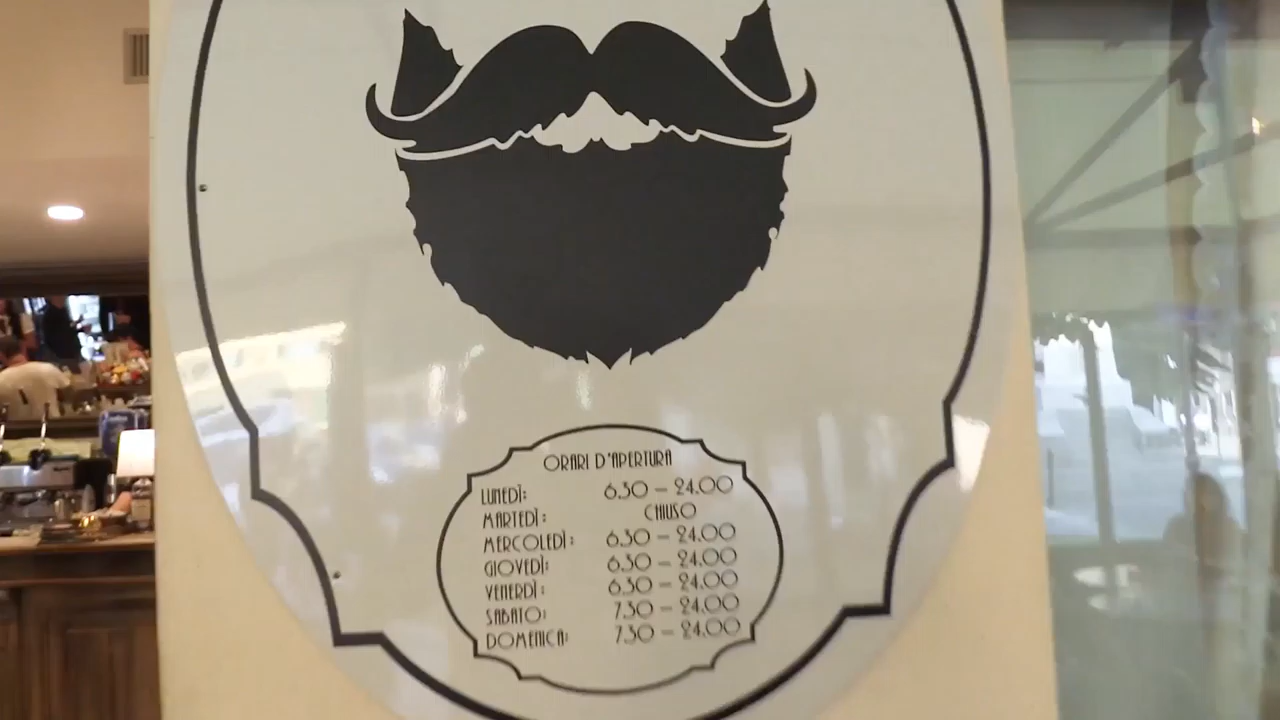 ORARI D'APERTURA
LUNEDÌ: 6.30 – 24.00
MARTEDÌ: CHIUSO
MERCOLEDÌ: 6.30 – 24.00
GIOVEDÌ: 6.30 – 24.00
VENERDÌ: 6.30 – 24.00
SABATO: 7.30 – 24.00
DOMENICA: 7.30 – 24.00